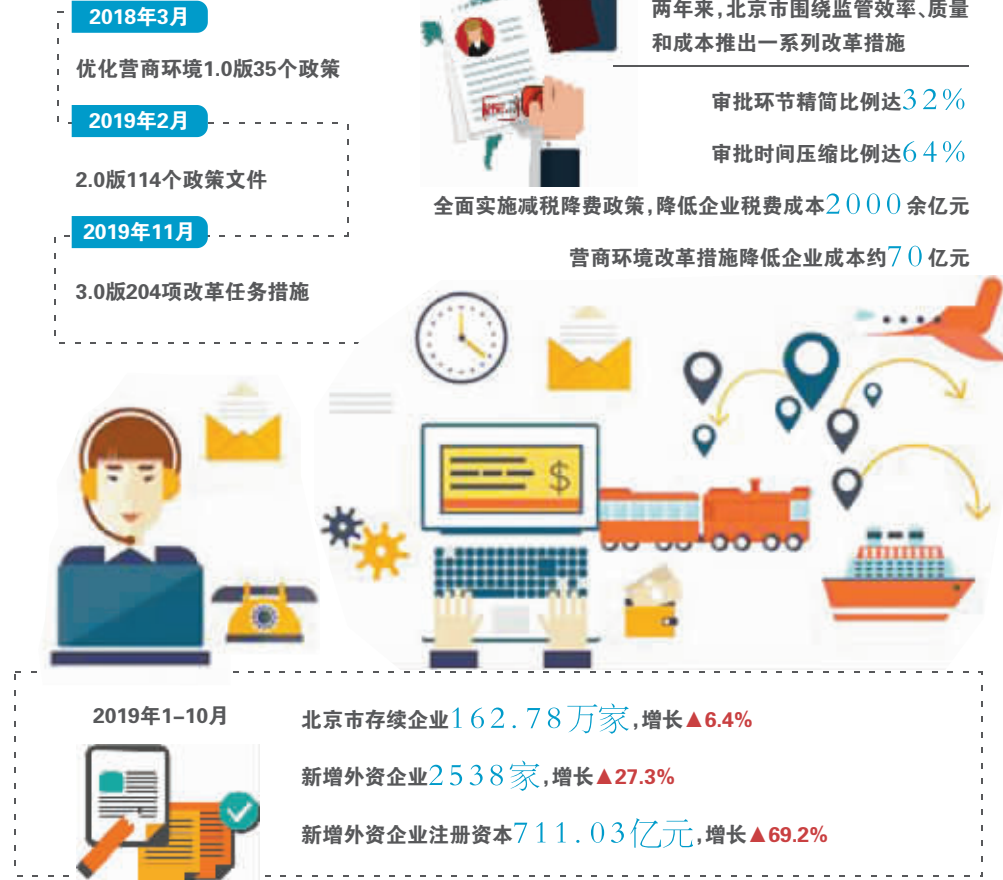 2018年3月
优化营商环境1.0版35个政策
2019年2月
2.0版114个政策文件
2019年11月
3.0版204项改革任务措施
两年来,北京市围绕监管效率、质量
和成本推出一系列改革措施
审批环节精简比例达32%
审批时间压缩比例达64%
全面实施减税降费政策,降低企业税费成本2000余亿元
营商环境改革措施降低企业成本约70亿元
$
2019年1–10月
北京市存续企业162.78万家,增长▲6.4%
新增外资企业2538家,增长▲27.3%
新增外资企业注册资本711.03亿元,增长▲69.2%